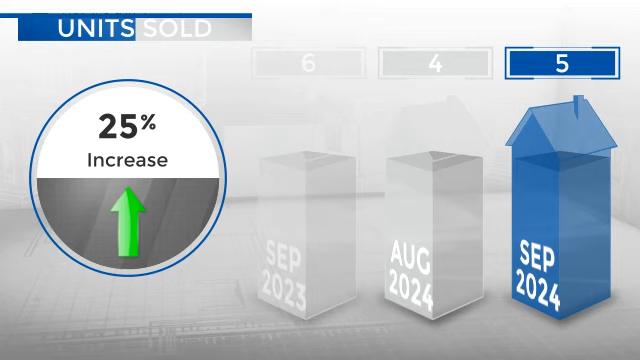 UNITS SOLD
6
4
5
25%
Increase
SEP
2023
AUG
2024
SEP
2024